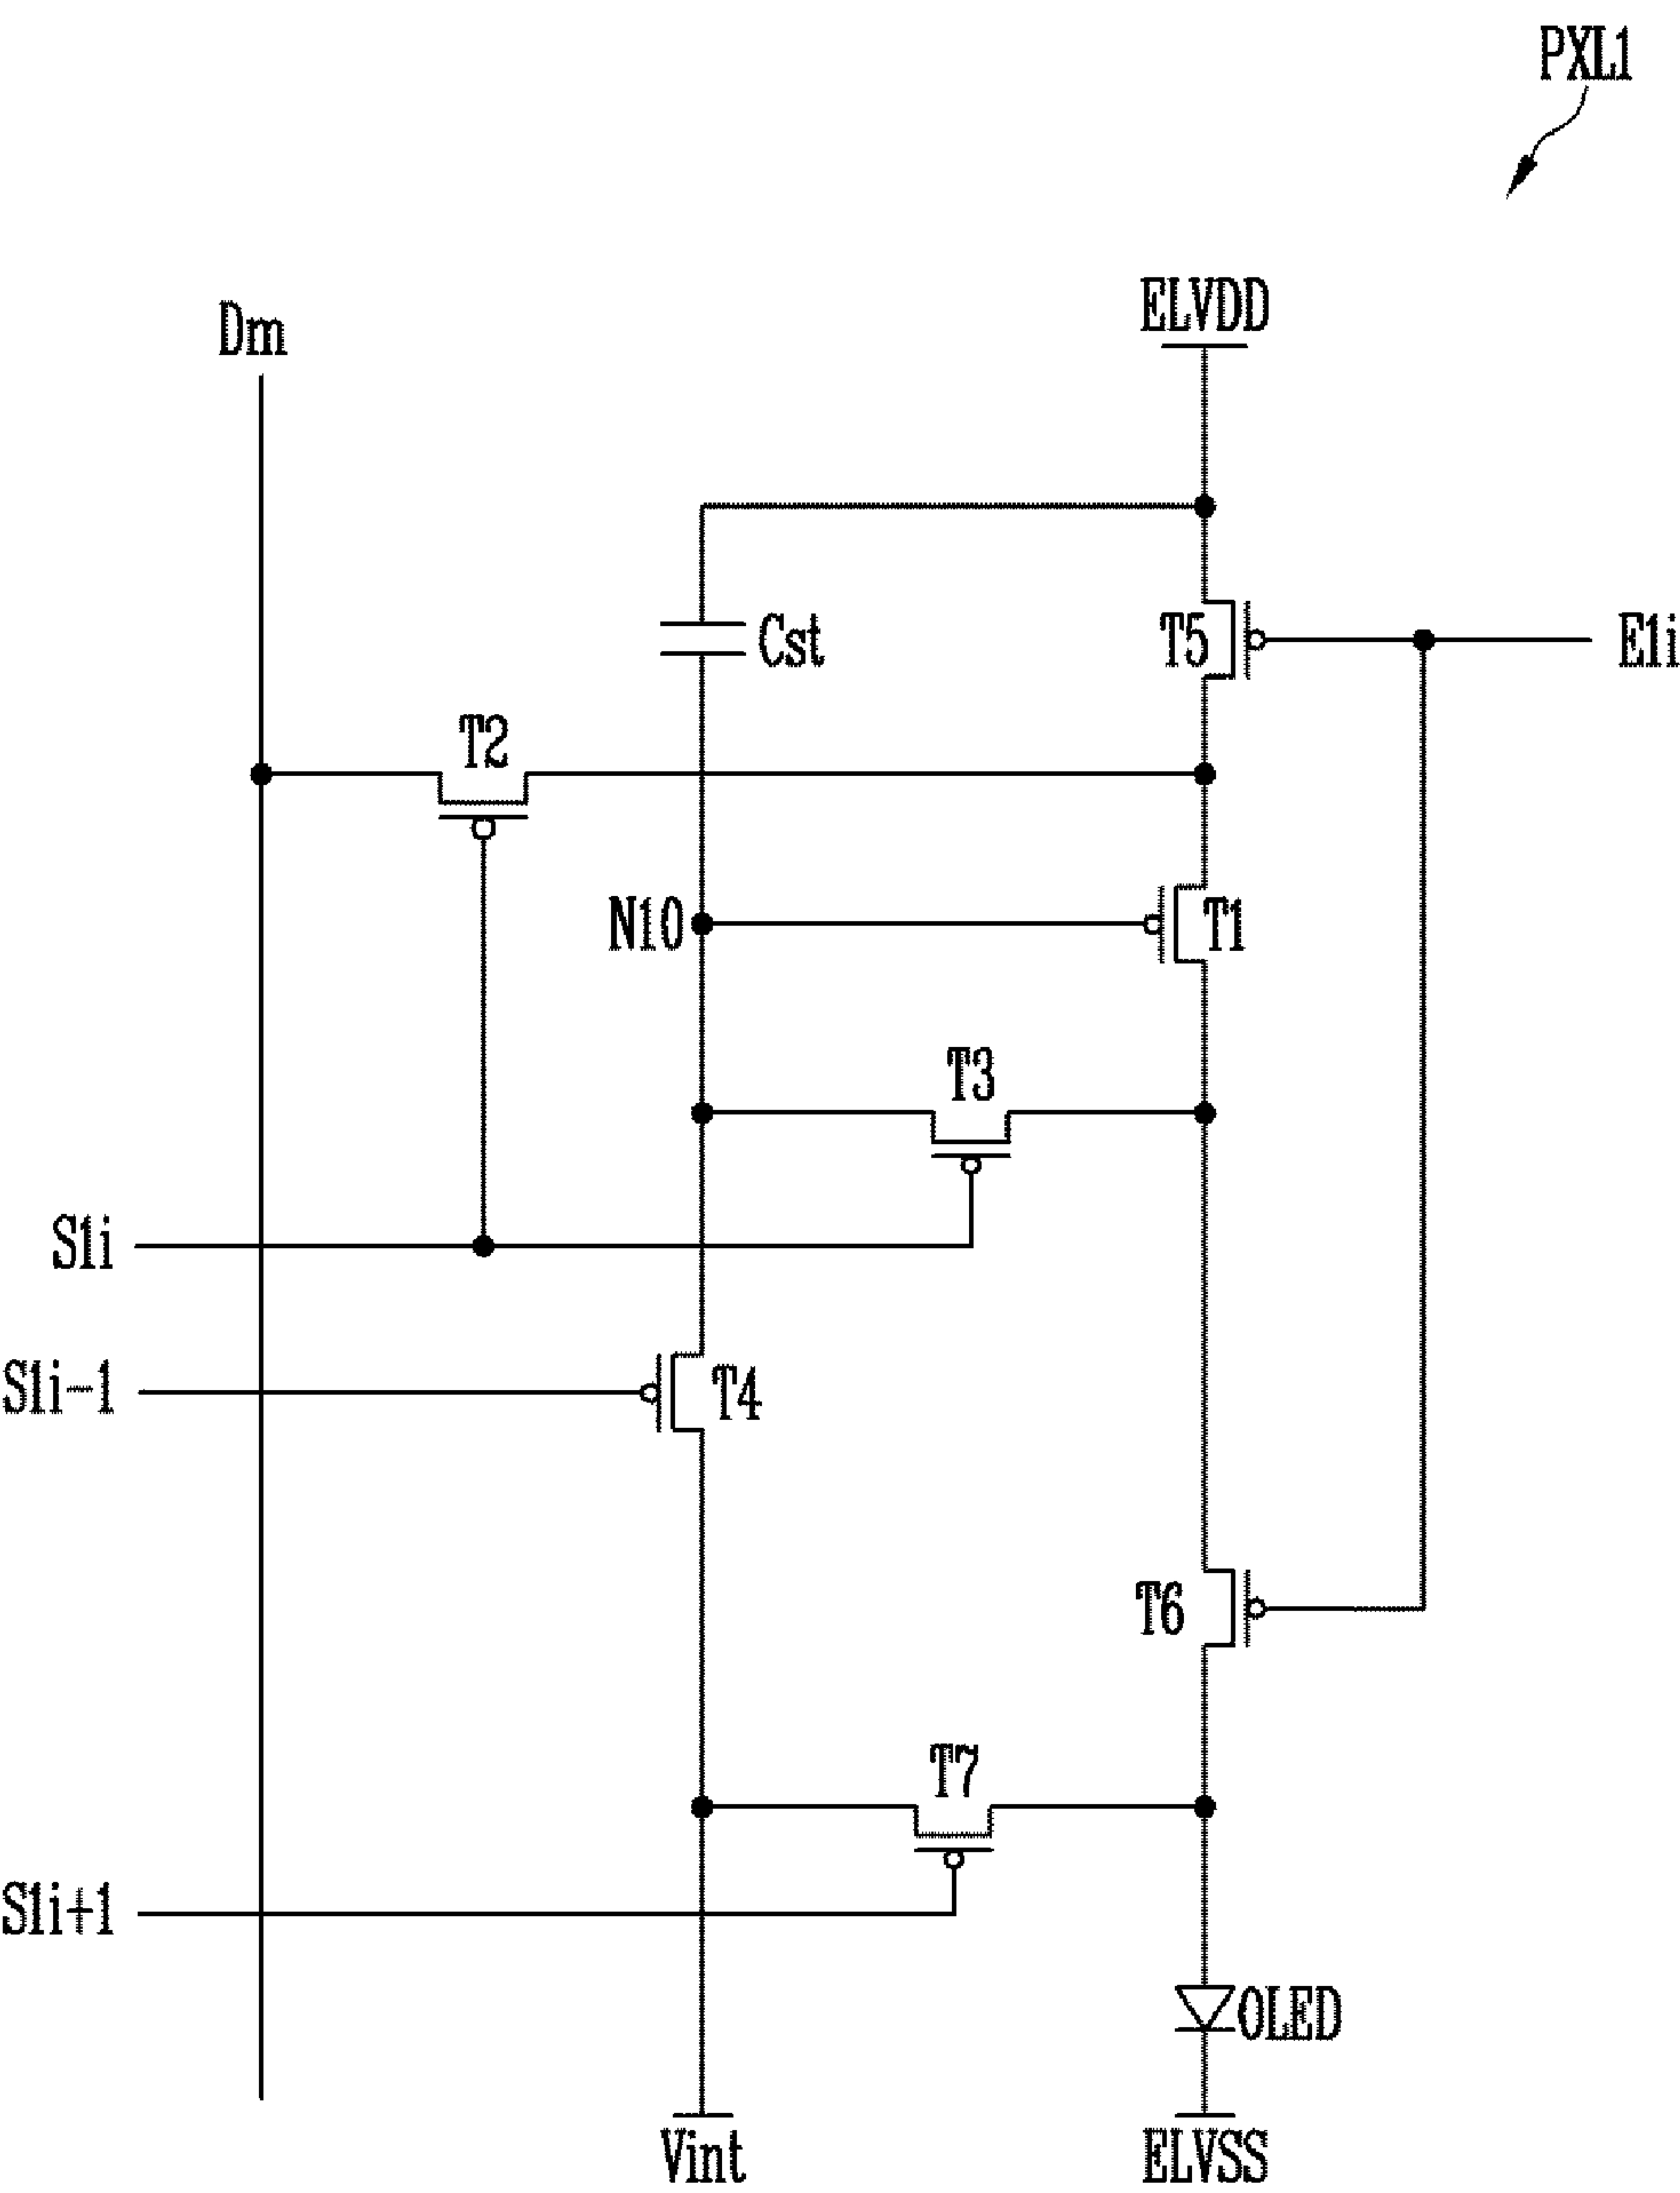 PXL1
ELVDD
Dm
T5
E1i
Cst
T2
N10
T1
T3
S1i
S1i-1
T4
T6
T7
S1i+1
OLED
Vint
ELVSS